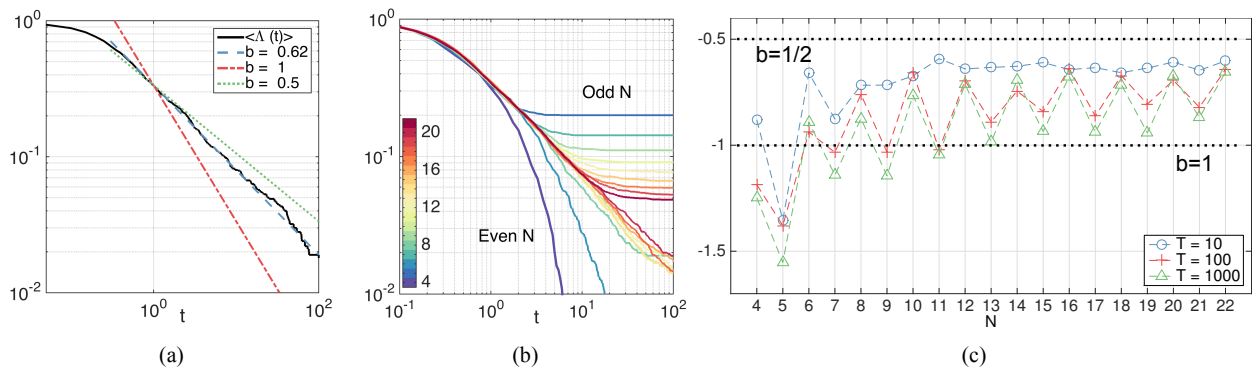 (a)
10^0
10^-1
10^-2
10^0
10^2
t
<Λ (t)>
b = 0.62
b = 1
b = 0.5
(b)
10^0
10^-1
10^-2
10^-1
10^0
10^1
10^2
t
Odd N
Even N
20
16
12
8
4
(c)
-0.5
-1
-1.5
b=1/2
b=1
T = 10
T = 100
T = 1000
4 5 6 7 8 9 10 11 12 13 14 15 16 17 18 19 20 21 22
N